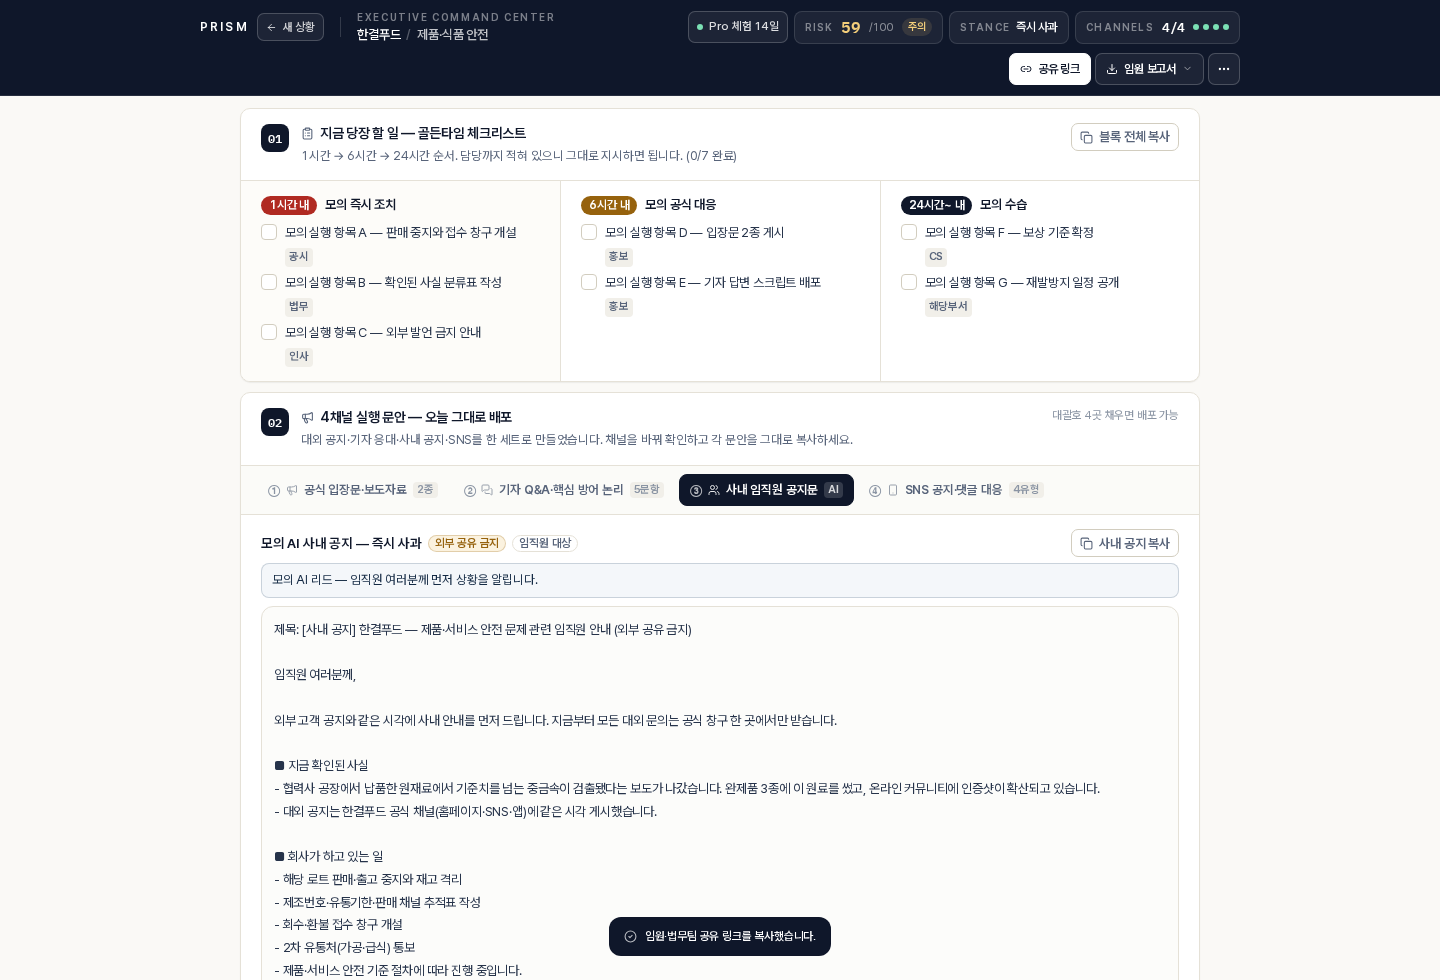 PRISM
새 상황
EXECUTIVE COMMAND CENTER
한결푸드 / 제품·식품 안전
Pro 체험 14일
RISK 59 /100 주의
STANCE 즉시 사과
CHANNELS 4/4
공유 링크
임원 보고서
01
지금 당장 할 일 — 골든타임 체크리스트
1시간 → 6시간 → 24시간 순서. 담당까지 적혀 있으니 그대로 지시하면 됩니다. (0/7 완료)
블록 전체 복사
1시간 내 모의 즉시 조치
모의 실행 항목 A — 판매 중지와 접수 창구 개설
공시
모의 실행 항목 B — 확인된 사실 분류표 작성
법무
모의 실행 항목 C — 외부 발언 금지 안내
인사
6시간 내 모의 공식 대응
모의 실행 항목 D — 입장문 2종 게시
홍보
모의 실행 항목 E — 기자 답변 스크립트 배포
홍보
24시간~ 내 모의 수습
모의 실행 항목 F — 보상 기준 확정
CS
모의 실행 항목 G — 재발방지 일정 공개
해당부서
02
4채널 실행 문안 — 오늘 그대로 배포
대외 공지·기자 응대·사내 공지·SNS를 한 세트로 만들었습니다. 채널을 바꿔 확인하고 각 문안을 그대로 복사하세요.
대괄호 4곳 채우면 배포 가능
① 공식 입장문·보도자료 2종
② 기자 Q&A·핵심 방어 논리 5문항
③ 사내 임직원 공지문 AI
④ SNS 공지·댓글 대응 4유형
모의 AI 사내 공지 — 즉시 사과 외부 공유 금지 임직원 대상
사내 공지 복사
모의 AI 리드 — 임직원 여러분께 먼저 상황을 알립니다.
제목: [사내 공지] 한결푸드 — 제품·서비스 안전 문제 관련 임직원 안내 (외부 공유 금지)
임직원 여러분께,
외부 고객 공지와 같은 시각에 사내 안내를 먼저 드립니다. 지금부터 모든 대외 문의는 공식 창구 한 곳에서만 받습니다.
■ 지금 확인된 사실
- 협력사 공장에서 납품한 원재료에서 기준치를 넘는 중금속이 검출됐다는 보도가 나갔습니다. 완제품 3종에 이 원료를 썼고, 온라인 커뮤니티에 인증샷이 확산되고 있습니다.
- 대외 공지는 한결푸드 공식 채널(홈페이지·SNS·앱)에 같은 시각 게시했습니다.
■ 회사가 하고 있는 일
- 해당 로트 판매·출고 중지와 재고 격리
- 제조번호·유통기한·판매 채널 추적표 작성
- 회수·환불 접수 창구 개설
- 2차 유통처(가공·급식) 통보
- 제품·서비스 안전 기준 절차에 따라 진행 중입니다.
임원·법무팀 공유 링크를 복사했습니다.